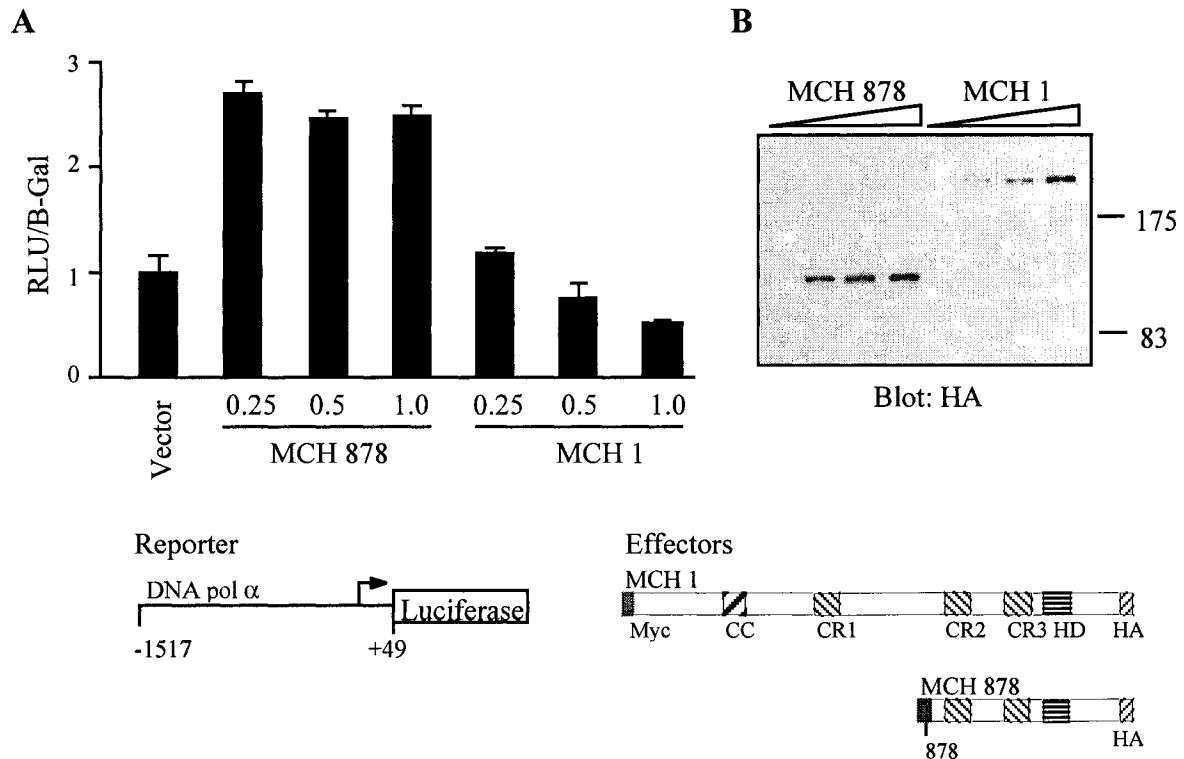 A
3
2
1
0
RLU/B-Gal
Vector
0.25 0.5 1.0 0.25 0.5 1.0
MCH 878 MCH 1
B
MCH 878 MCH 1
175
83
Blot: HA
Reporter
DNA pol α
Luciferase
-1517 +49
Effectors
MCH 1
Myc CC CR1 CR2 CR3 HD HA
MCH 878
878 HA